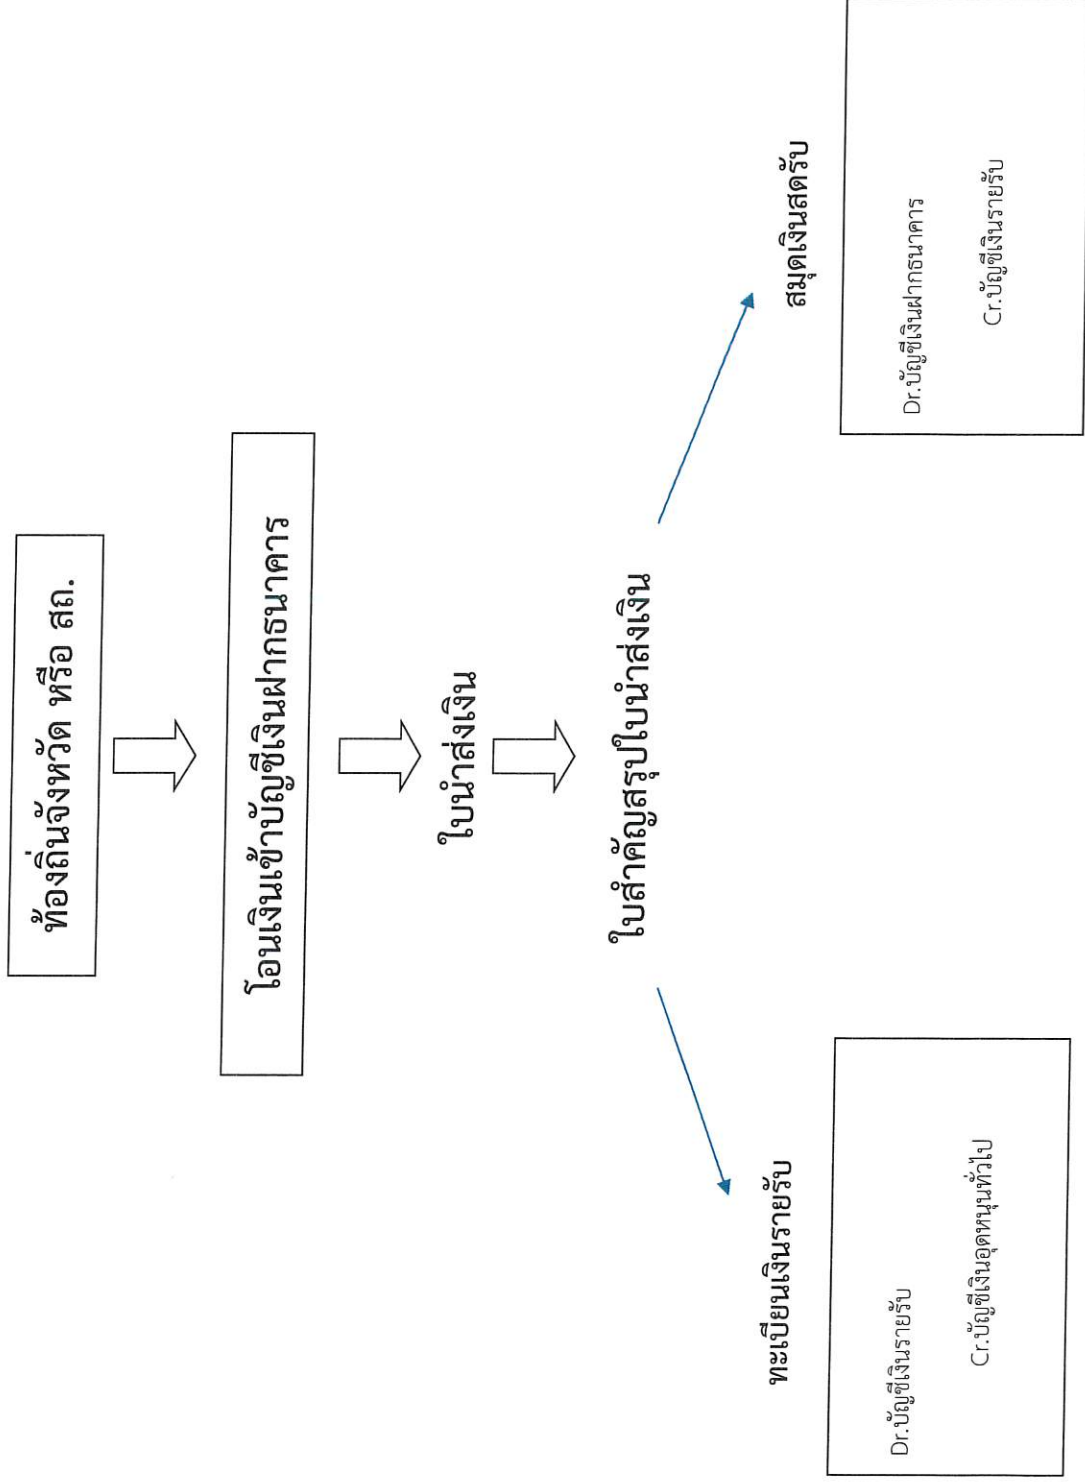 ท้องถิ่นจังหวัด หรือ สถ.
โอนเงินเข้าบัญชีเงินฝากธนาคาร
ใบนำส่งเงิน
ใบสำคัญสรุปใบนำส่งเงิน
ทะเบียนเงินรายรับ
Dr.บัญชีเงินรายรับ
Cr.บัญชีเงินอุดหนุนทั่วไป
สมุดเงินสดรับ
Dr.บัญชีเงินฝากธนาคาร
Cr.บัญชีเงินรายรับ